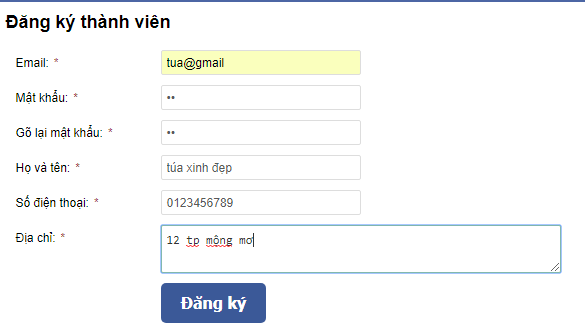 Đăng ký thành viên
Email: * tua@gmail
Mật khẩu: * ••
Gõ lại mật khẩu: * ••
Họ và tên: * túa xinh đẹp
Số điện thoại: * 0123456789
Địa chỉ: * 12 tp mộng mơ
Đăng ký